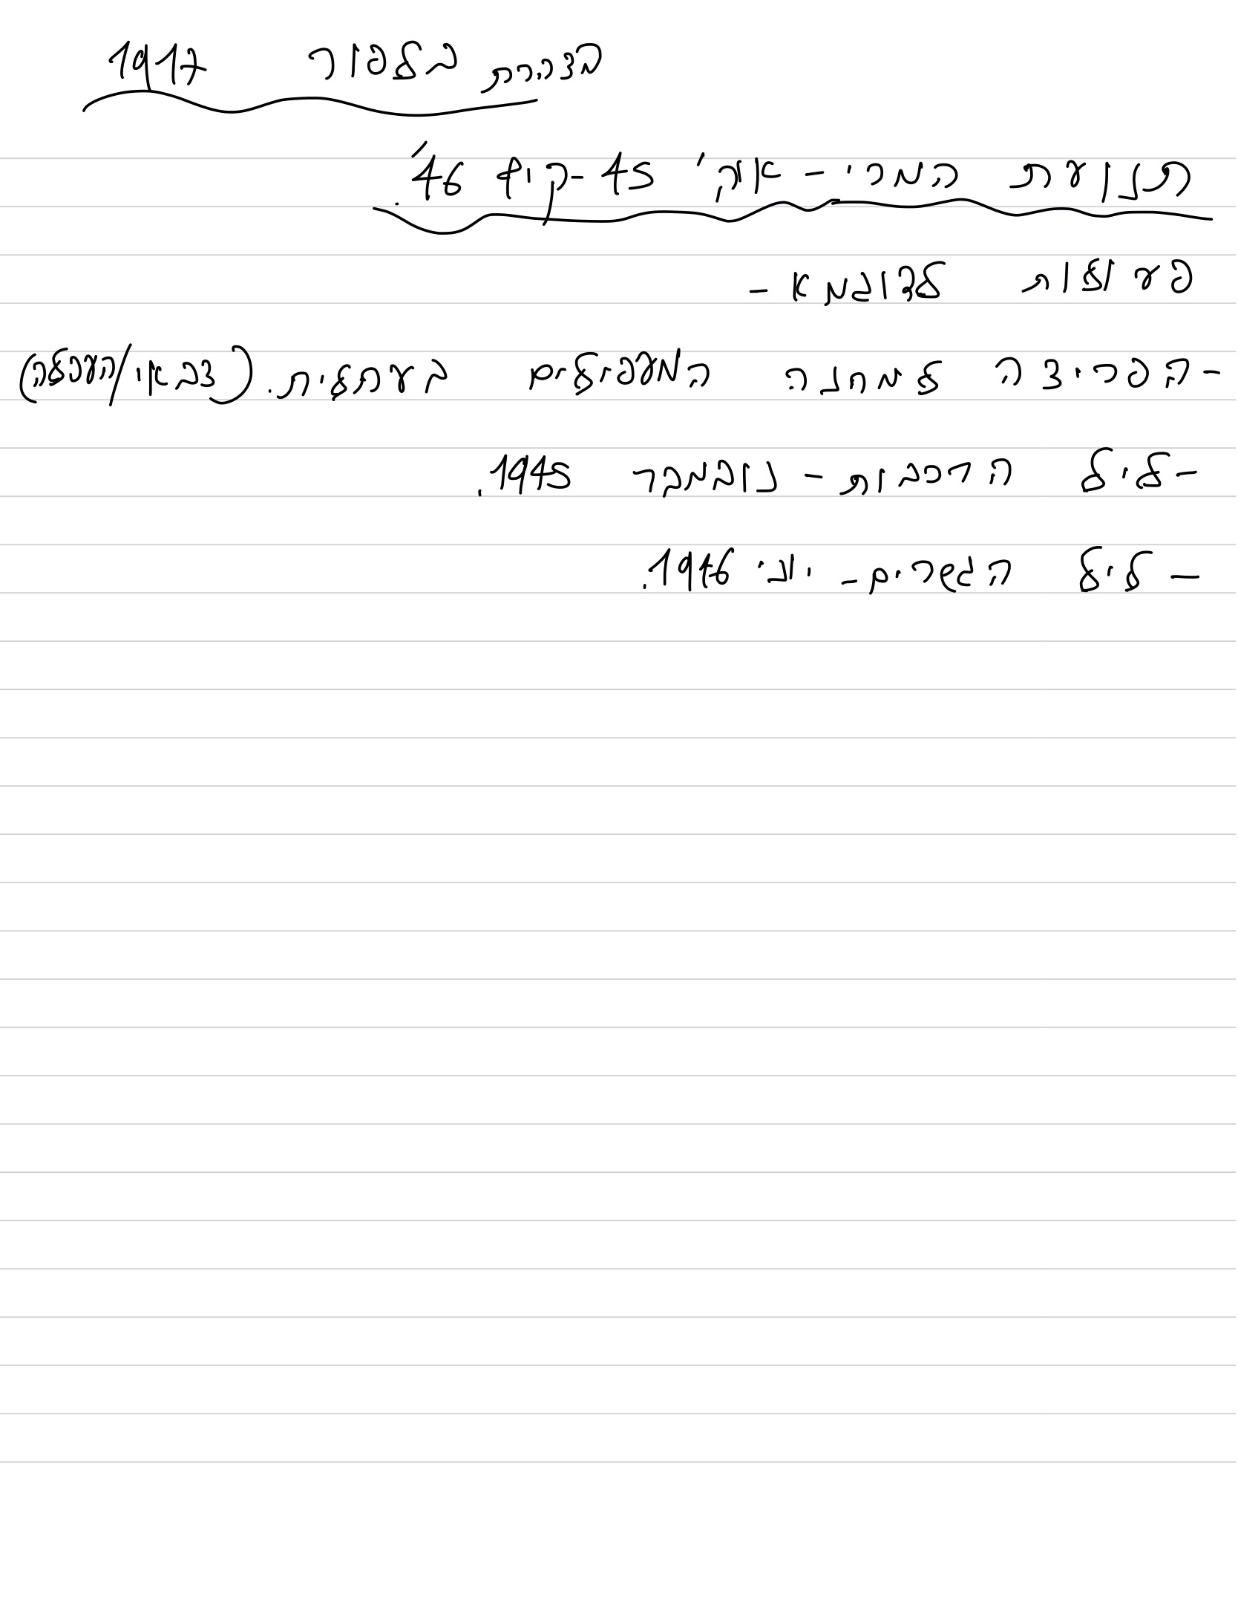 בצהרת בלפור 1917
תנועת המרי - אוק' 45 - קיץ 46'.
פעולות לדוגמא -
- הפריצה למחנה המעפילים בעתלית. (צבאי/העפלה)
- ליל הרכבות - נובמבר 1945.
- ליל הגשרים - יוני 1946.